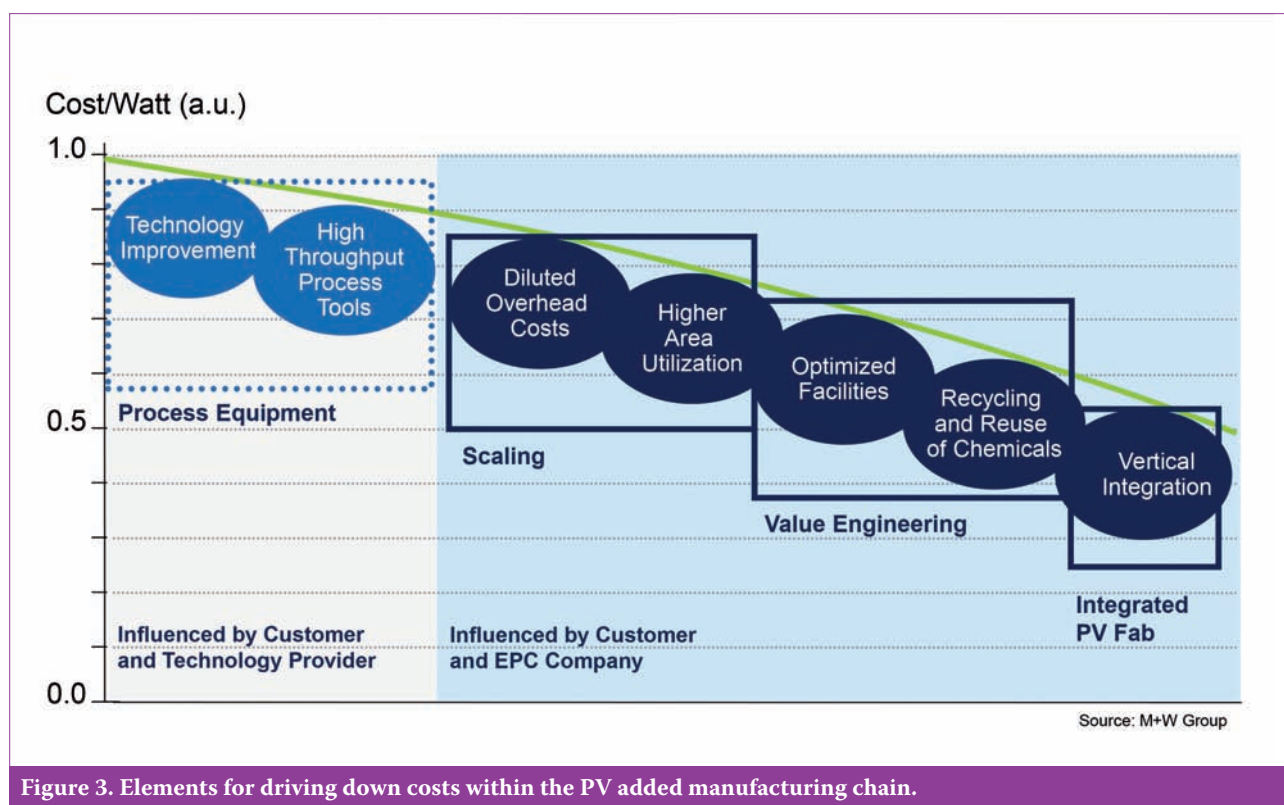 Cost/Watt (a.u.)
1.0
Technology
Improvement
High
Throughput
Process
Tools
Diluted
Overhead
Costs
Higher
Area
Utilization
Optimized
Facilities
Recycling
and Reuse
of Chemicals
Vertical
Integration
Process Equipment
0.5
Scaling
Value Engineering
Integrated
PV Fab
Influenced by Customer
and Technology Provider
Influenced by Customer
and EPC Company
0.0
Source: M+W Group
Figure 3. Elements for driving down costs within the PV added manufacturing chain.